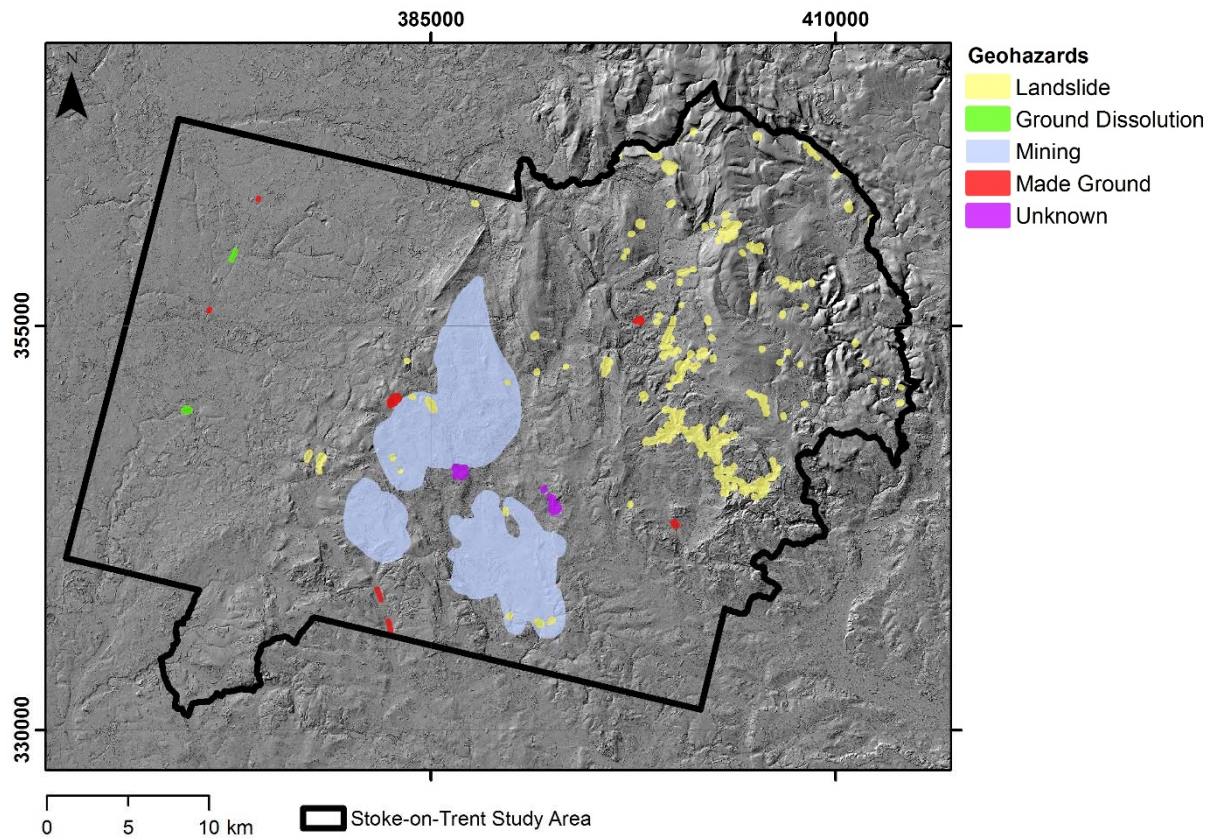 385000
410000
N
355000
330000
Geohazards
Landslide
Ground Dissolution
Mining
Made Ground
Unknown
0 5 10 km
Stoke-on-Trent Study Area